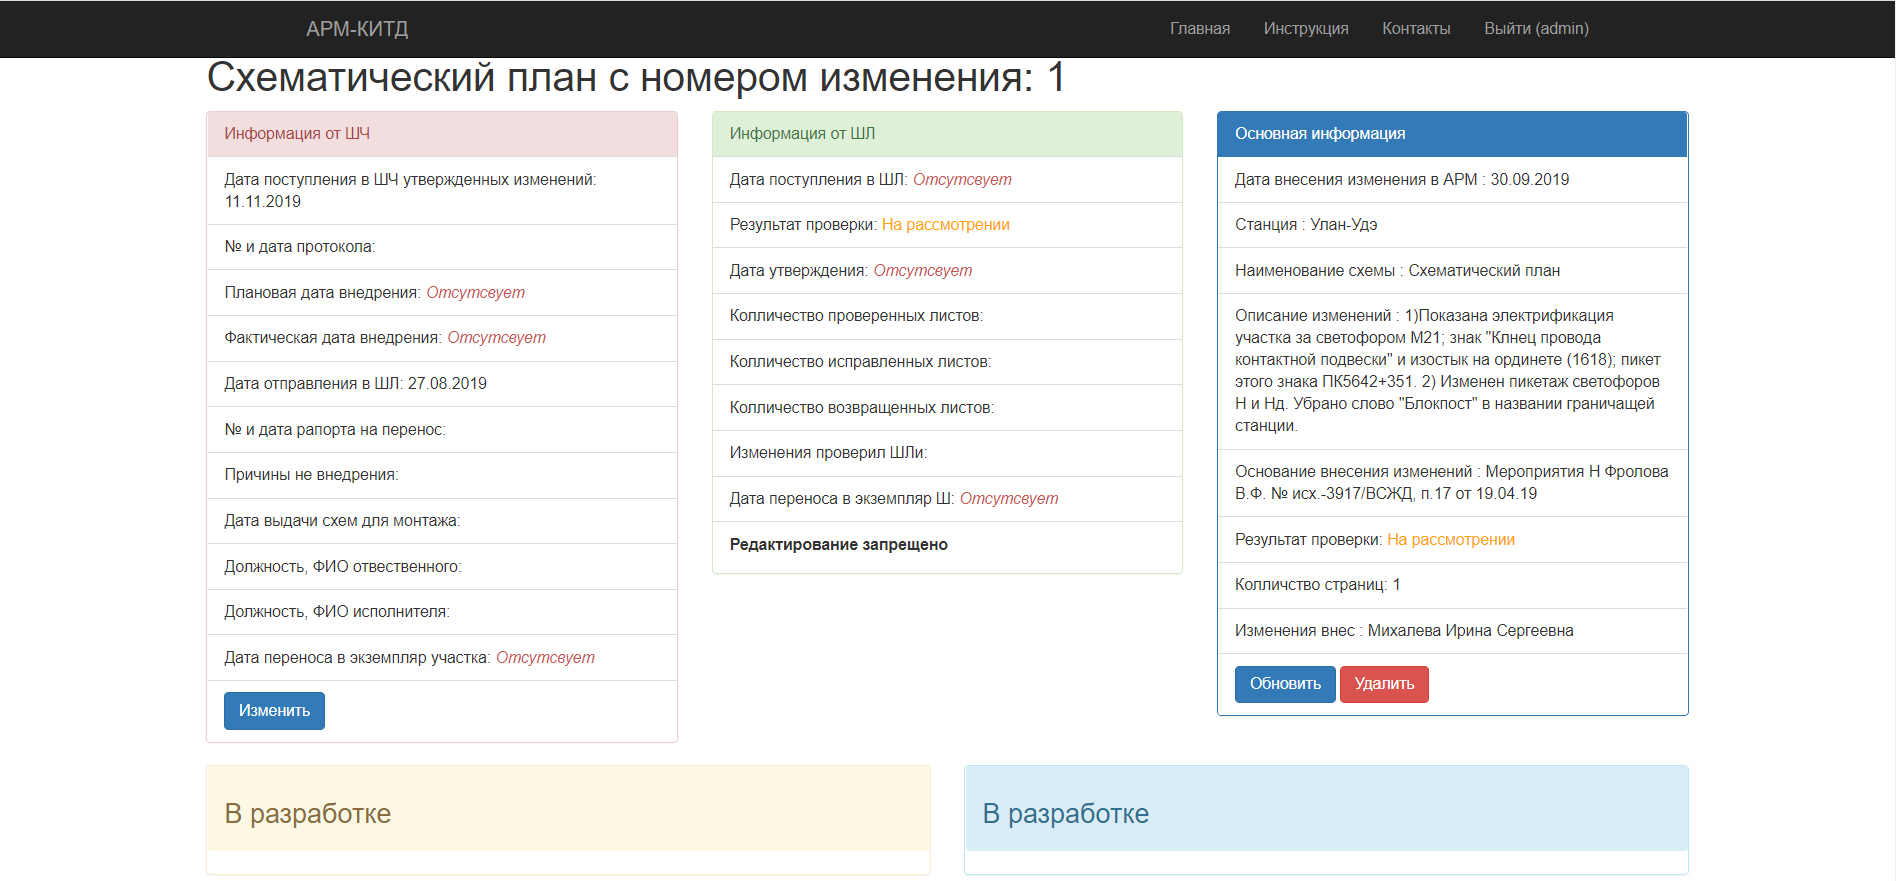 АРМ-КИТД
Главная
Инструкция
Контакты
Выйти (admin)
Схематический план с номером изменения: 1
Информация от ШЧ
Дата поступления в ШЧ утвержденных изменений:
11.11.2019
№ и дата протокола:
Плановая дата внедрения: Отсутсвует
Фактическая дата внедрения: Отсутсвует
Дата отправления в ШЛ: 27.08.2019
№ и дата рапорта на перенос:
Причины не внедрения:
Дата выдачи схем для монтажа:
Должность, ФИО отвественного:
Должность, ФИО исполнителя:
Дата переноса в экземпляр участка: Отсутсвует
Изменить
Информация от ШЛ
Дата поступления в ШЛ: Отсутсвует
Результат проверки: На рассмотрении
Дата утверждения: Отсутсвует
Колличество проверенных листов:
Колличество исправленных листов:
Колличество возвращенных листов:
Изменения проверил ШЛи:
Дата переноса в экземпляр Ш: Отсутсвует
Редактирование запрещено
Основная информация
Дата внесения изменения в АРМ : 30.09.2019
Станция : Улан-Удэ
Наименование схемы : Схематический план
Описание изменений : 1)Показана электрификация
участка за светофором М21; знак "Клнец провода
контактной подвески" и изостык на ординете (1618); пикет
этого знака ПК5642+351. 2) Изменен пикетаж светофоров
Н и Нд. Убрано слово "Блокпост" в названии граничащей
станции.
Основание внесения изменений : Мероприятия Н Фролова
В.Ф. № исх.-3917/ВСЖД, п.17 от 19.04.19
Результат проверки: На рассмотрении
Колличство страниц: 1
Изменения внес : Михалева Ирина Сергеевна
Обновить
Удалить
В разработке
В разработке